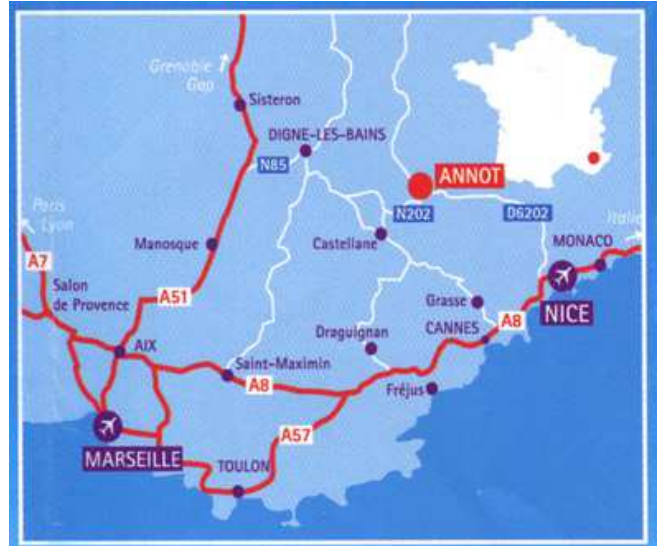 Grenoble
Gap
Sisteron
DIGNE-LES-BAINS
N85
ANNOT
N202
D6202
Paris
Lyon
Italie
Manosque
Castellane
MONACO
A7
Salon
de Provence
A51
Grasse
NICE
A8
CANNES
Draguignan
AIX
Saint-Maximin
A8
Fréjus
A57
MARSEILLE
TOULON